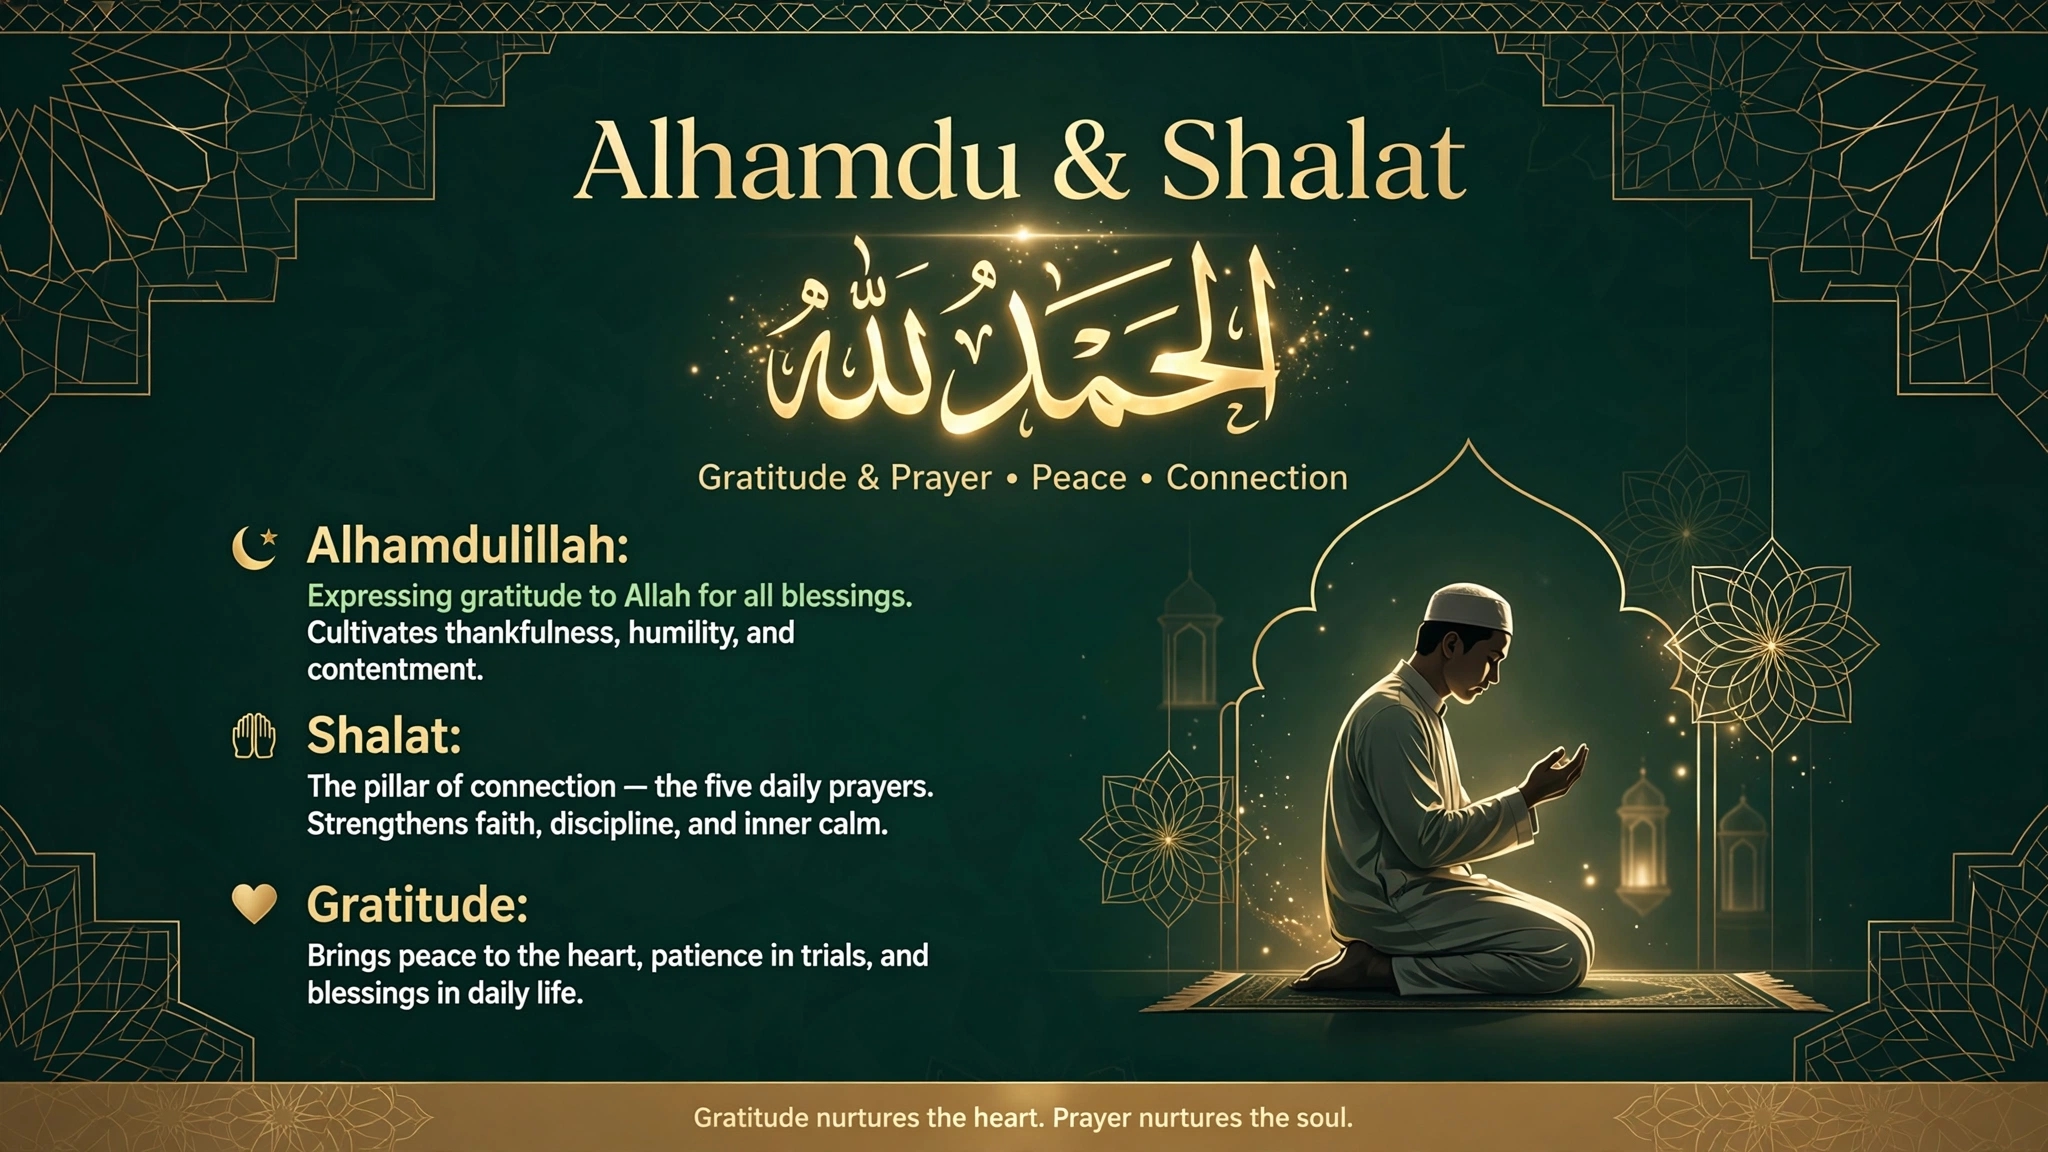 Alhamdu & Shalat
الحمد لله
Gratitude & Prayer • Peace • Connection
Alhamdulillah:
Expressing gratitude to Allah for all blessings.
Cultivates thankfulness, humility, and
contentment.
Shalat:
The pillar of connection — the five daily prayers.
Strengthens faith, discipline, and inner calm.
Gratitude:
Brings peace to the heart, patience in trials, and
blessings in daily life.
Gratitude nurtures the heart. Prayer nurtures the soul.